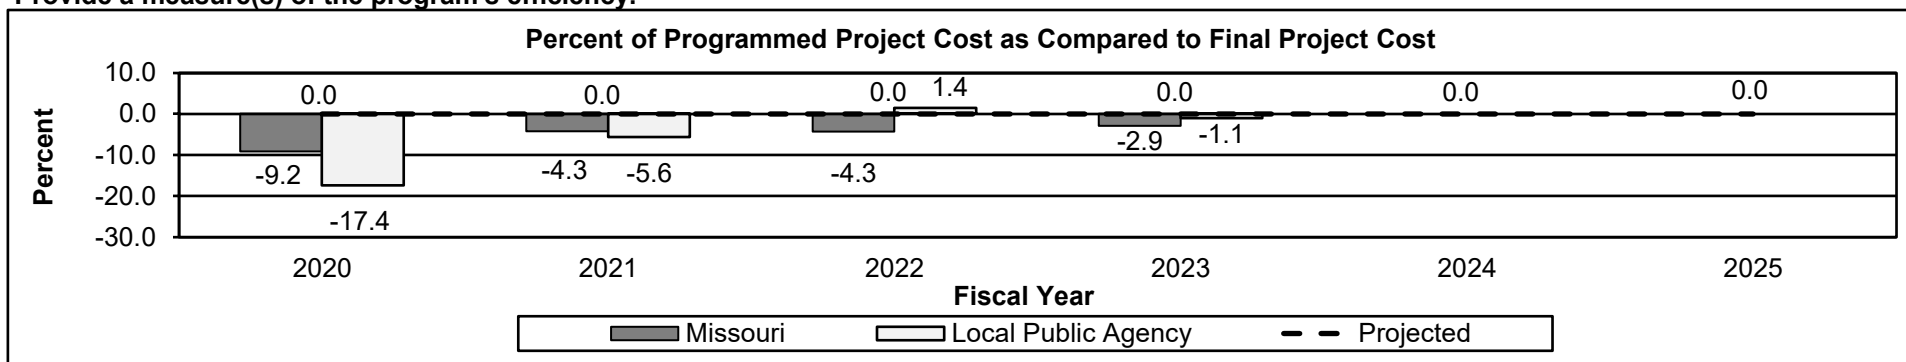 Provide a measure(s) of the program's efficiency.
Percent of Programmed Project Cost as Compared to Final Project Cost
Percent
10.0
0.0
-10.0
-20.0
-30.0
0.0 0.0 0.0 1.4 0.0 0.0 0.0
-9.2 -17.4 -4.3 -5.6 -4.3 -2.9 -1.1
2020 2021 2022 2023 2024 2025
Fiscal Year
Missouri Local Public Agency Projected